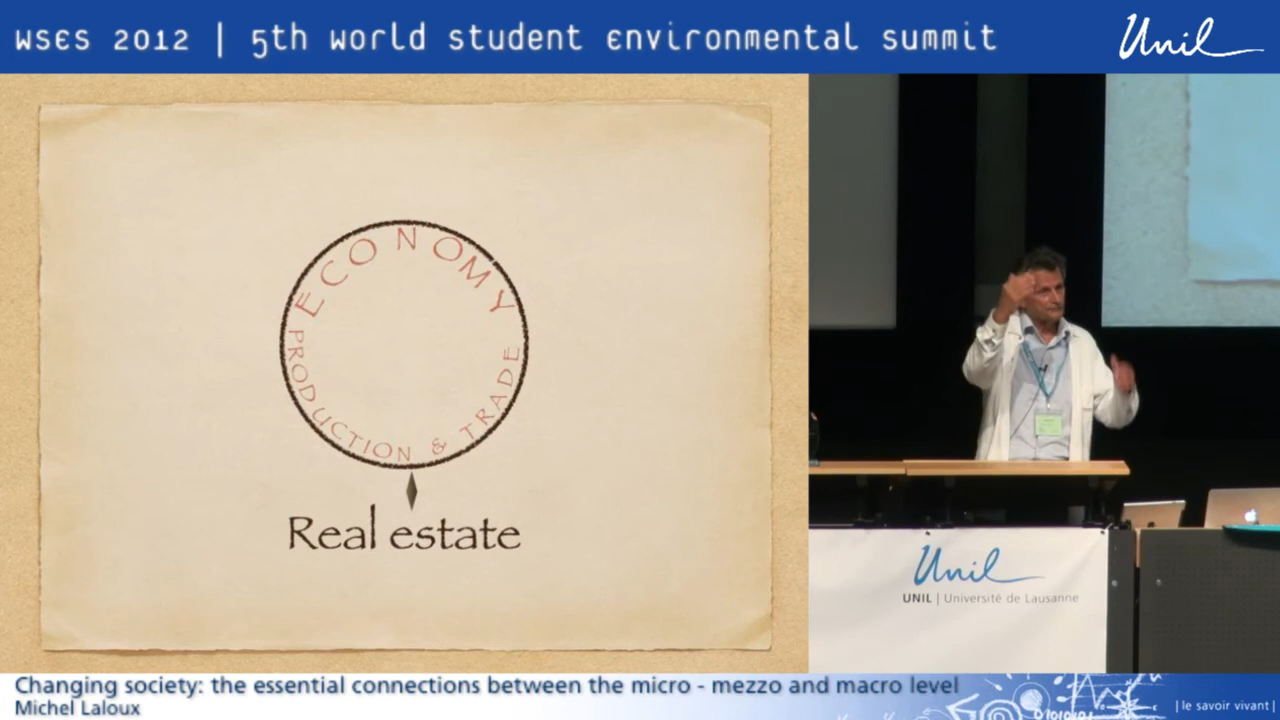 WSES 2012 | 5th world student environmental summit
Unil
ECONOMY
PRODUCTION & TRADE
Real estate
Unil
UNIL | Université de Lausanne
Changing society: the essential connections between the micro - mezzo and macro level
Michel Laloux
| le savoir vivant |